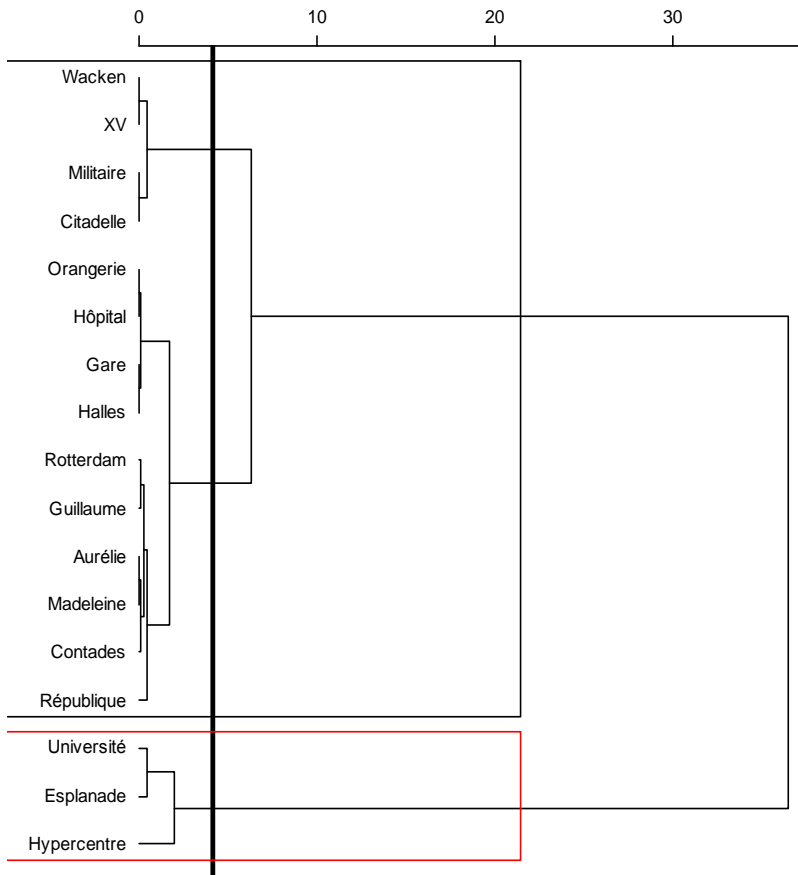 0 10 20 30
Wacken
XV
Militaire
Citadelle
Orangerie
Hôpital
Gare
Halles
Rotterdam
Guillaume
Aurélie
Madeleine
Contades
République
Université
Esplanade
Hypercentre